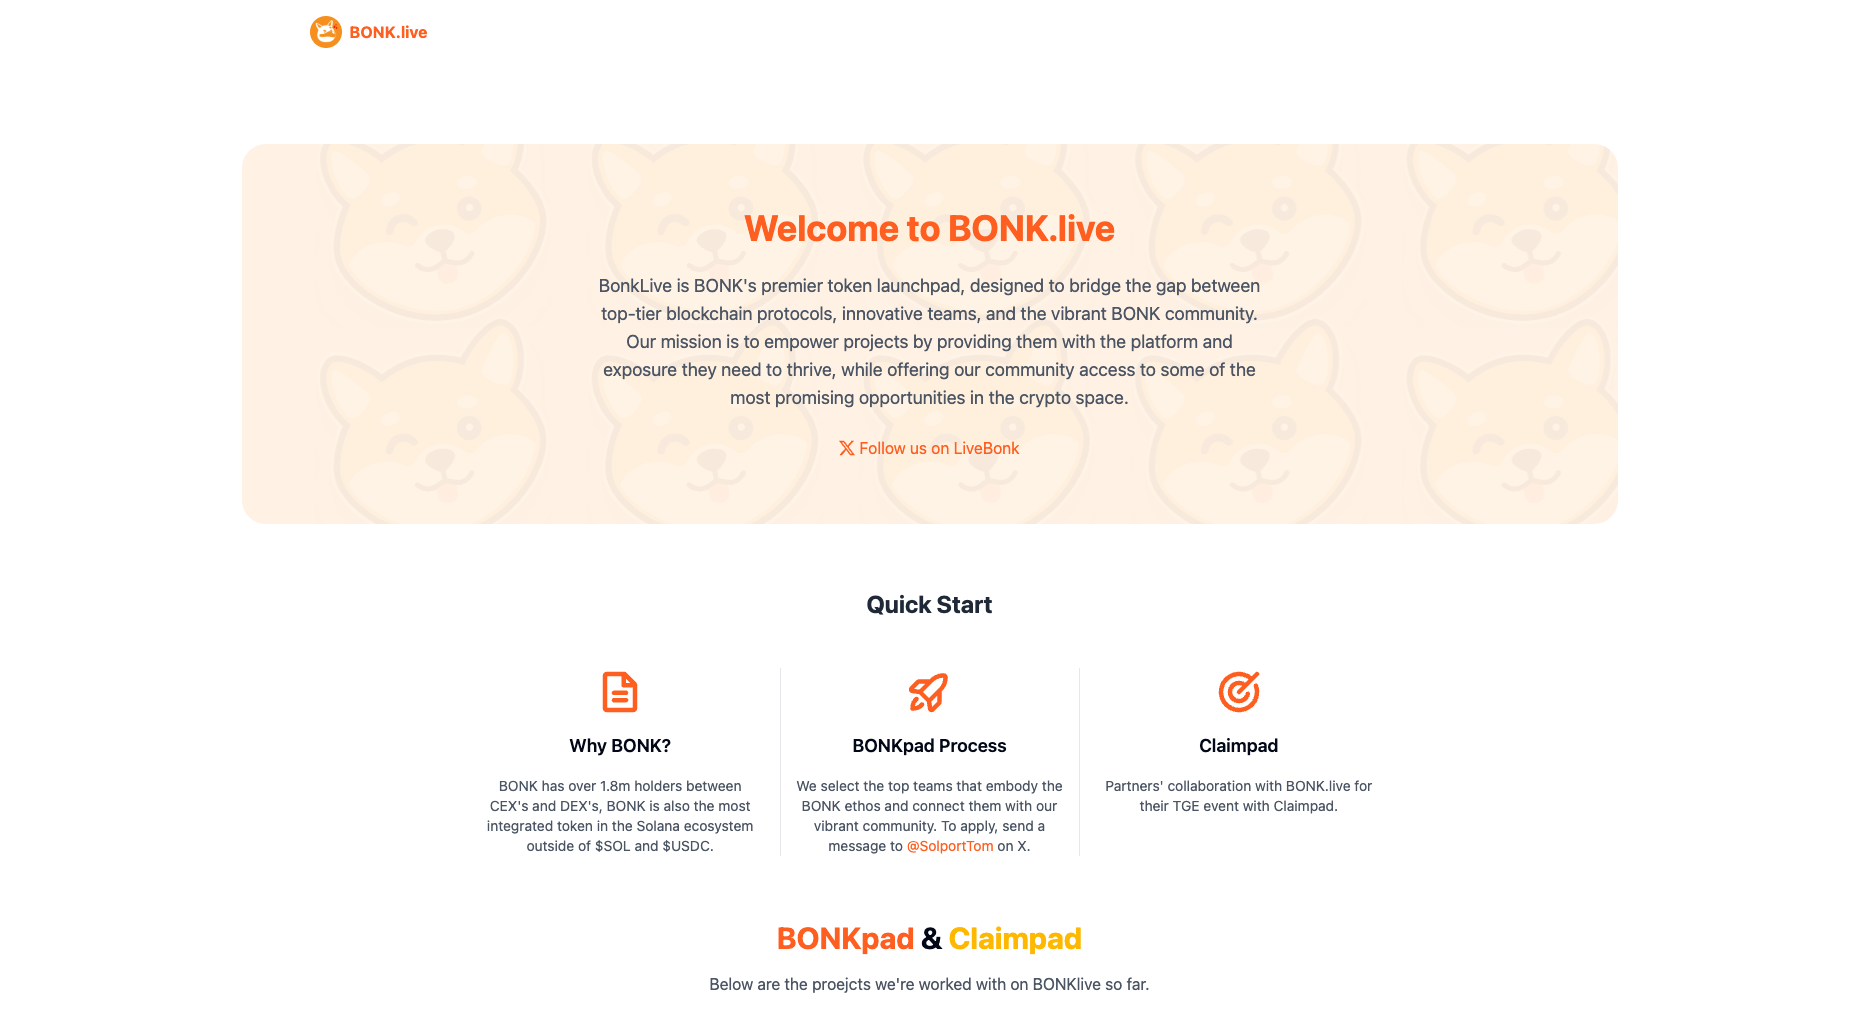 BONK.live
Welcome to BONK.live
BonkLive is BONK's premier token launchpad, designed to bridge the gap between
top-tier blockchain protocols, innovative teams, and the vibrant BONK community.
Our mission is to empower projects by providing them with the platform and
exposure they need to thrive, while offering our community access to some of the
most promising opportunities in the crypto space.
Follow us on LiveBonk
Quick Start
Why BONK?
BONK has over 1.8m holders between
CEX's and DEX's, BONK is also the most
integrated token in the Solana ecosystem
outside of $SOL and $USDC.
BONKpad Process
We select the top teams that embody the
BONK ethos and connect them with our
vibrant community. To apply, send a
message to @SolportTom on X.
Claimpad
Partners' collaboration with BONK.live for
their TGE event with Claimpad.
BONKpad & Claimpad
Below are the proejcts we're worked with on BONKlive so far.